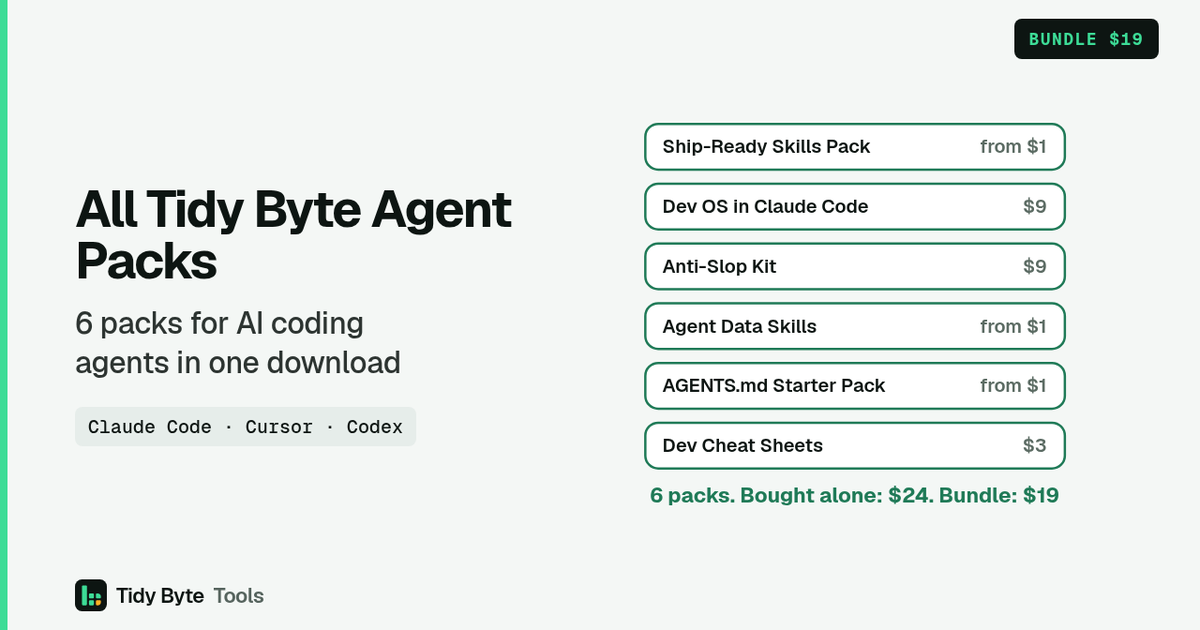 BUNDLE $19
All Tidy Byte Agent
Packs
6 packs for AI coding
agents in one download
Claude Code · Cursor · Codex
Ship-Ready Skills Pack from $1
Dev OS in Claude Code $9
Anti-Slop Kit $9
Agent Data Skills from $1
AGENTS.md Starter Pack from $1
Dev Cheat Sheets $3
6 packs. Bought alone: $24. Bundle: $19
Tidy Byte Tools